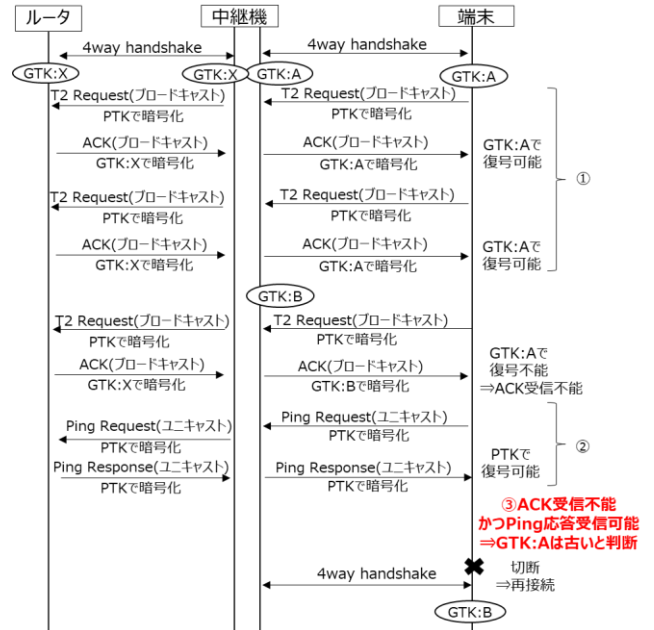 ルータ
中継機
端末
4way handshake
4way handshake
GTK:X
GTK:X
GTK:A
GTK:A
T2 Request(ブロードキャスト)
PTKで暗号化
T2 Request(ブロードキャスト)
PTKで暗号化
ACK(ブロードキャスト)
GTK:Xで暗号化
ACK(ブロードキャスト)
GTK:Aで暗号化
GTK:Aで
復号可能
①
T2 Request(ブロードキャスト)
PTKで暗号化
T2 Request(ブロードキャスト)
PTKで暗号化
ACK(ブロードキャスト)
GTK:Xで暗号化
ACK(ブロードキャスト)
GTK:Aで暗号化
GTK:Aで
復号可能
GTK:B
T2 Request(ブロードキャスト)
PTKで暗号化
T2 Request(ブロードキャスト)
PTKで暗号化
ACK(ブロードキャスト)
GTK:Xで暗号化
ACK(ブロードキャスト)
GTK:Bで暗号化
GTK:Aで
復号不能
⇒ACK受信不能
Ping Request(ユニキャスト)
PTKで暗号化
Ping Request(ユニキャスト)
PTKで暗号化
Ping Response(ユニキャスト)
PTKで暗号化
Ping Response(ユニキャスト)
PTKで暗号化
PTKで
復号可能
②
③ACK受信不能
かつPing応答受信可能
⇒GTK:Aは古いと判断
切断
⇒再接続
4way handshake
GTK:B